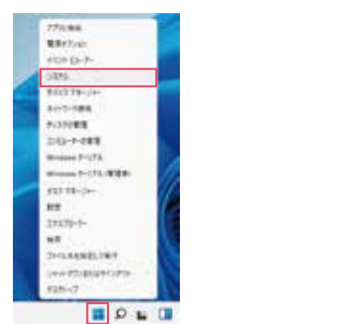 アプリと機能
電源オプション
イベント ビューアー
システム
デバイス マネージャー
ネットワーク接続
ディスクの管理
コンピューターの管理
Windows ターミナル
Windows ターミナル (管理者)
タスク マネージャー
設定
エクスプローラー
検索
ファイル名を指定して実行
シャットダウンまたはサインアウト
デスクトップ